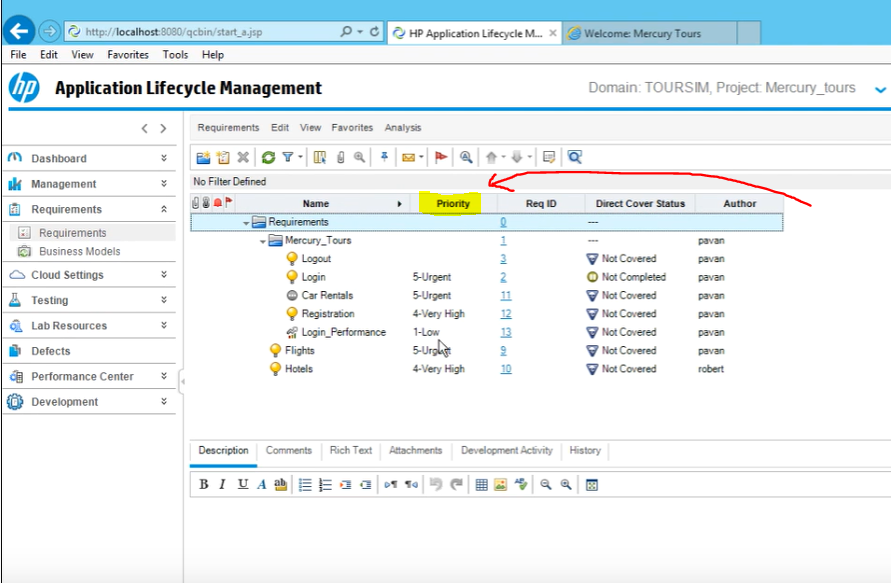 http://localhost:8080/qcbin/start_a.jsp
HP Application Lifecycle M...
Welcome: Mercury Tours
File Edit View Favorites Tools Help
hp Application Lifecycle Management
Domain: TOURSIM, Project: Mercury_tours
Requirements Edit View Favorites Analysis
Dashboard
Management
Requirements
Requirements
Business Models
Cloud Settings
Testing
Lab Resources
Defects
Performance Center
Development
No Filter Defined
Name Priority Req ID Direct Cover Status Author
Requirements 0 ---
Mercury_Tours 1 --- pavan
Logout 3 Not Covered pavan
Login 5-Urgent 2 Not Completed pavan
Car Rentals 5-Urgent 11 Not Covered pavan
Registration 4-Very High 12 Not Covered pavan
Login_Performance 1-Low 13 Not Covered pavan
Flights 5-Urgent 9 Not Covered pavan
Hotels 4-Very High 10 Not Covered robert
Description Comments Rich Text Attachments Development Activity History
B I U A ab